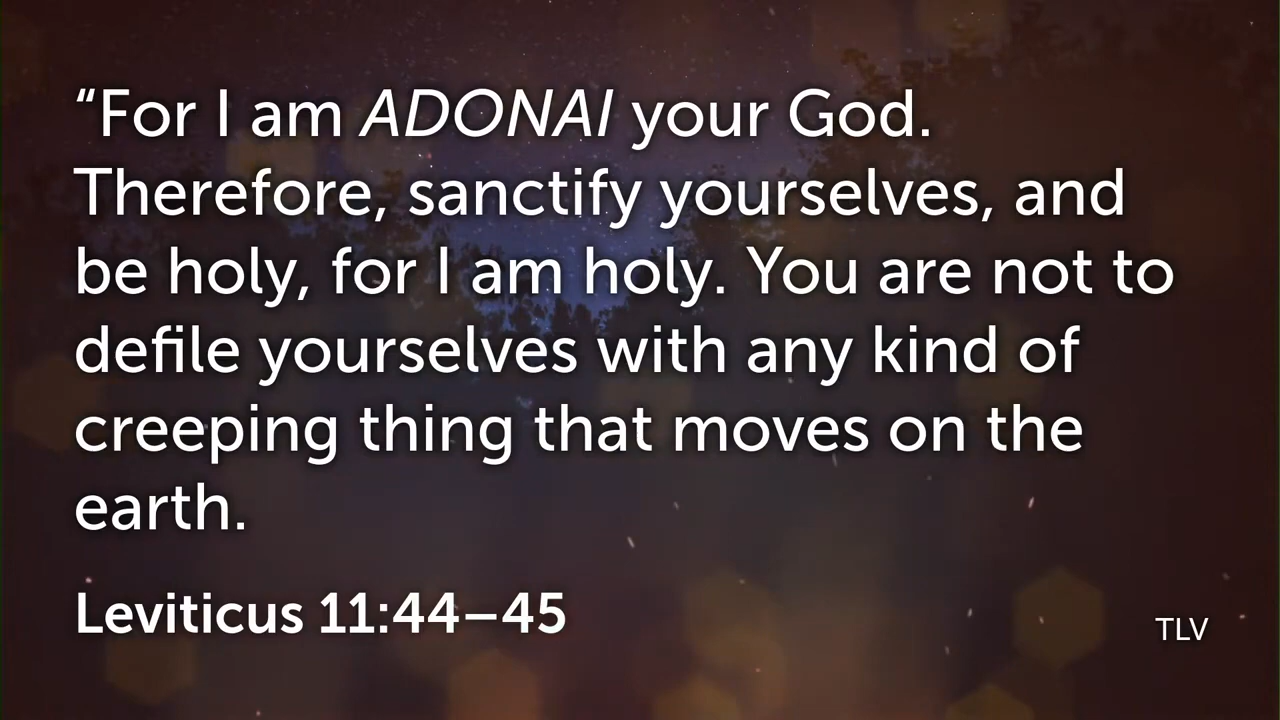 “For I am ADONAI your God.
Therefore, sanctify yourselves, and
be holy, for I am holy. You are not to
defile yourselves with any kind of
creeping thing that moves on the
earth.
Leviticus 11:44–45
TLV